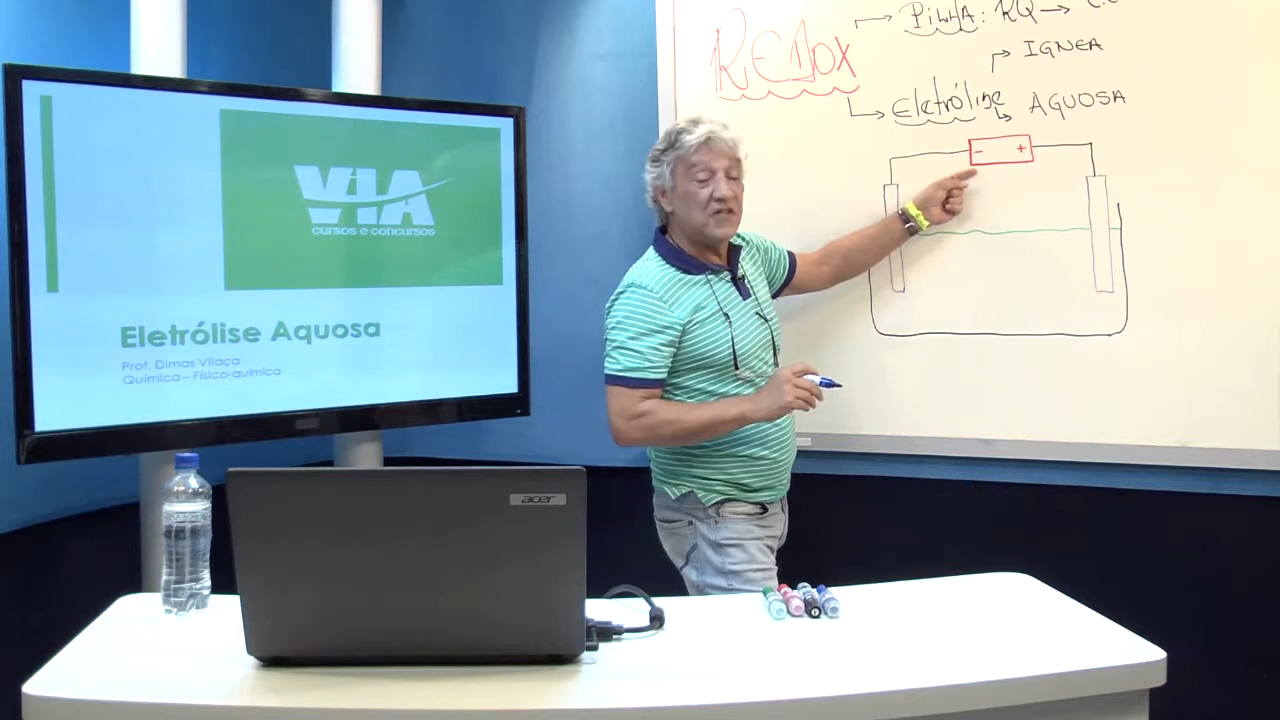 VIA
cursos e concursos
Eletrólise Aquosa
Prof. Dimas Vilaça
Química – Físico-química
acer
REDOX
PilhA: RQ →
IGNEA
Eletrólise
AQUOSA
- +